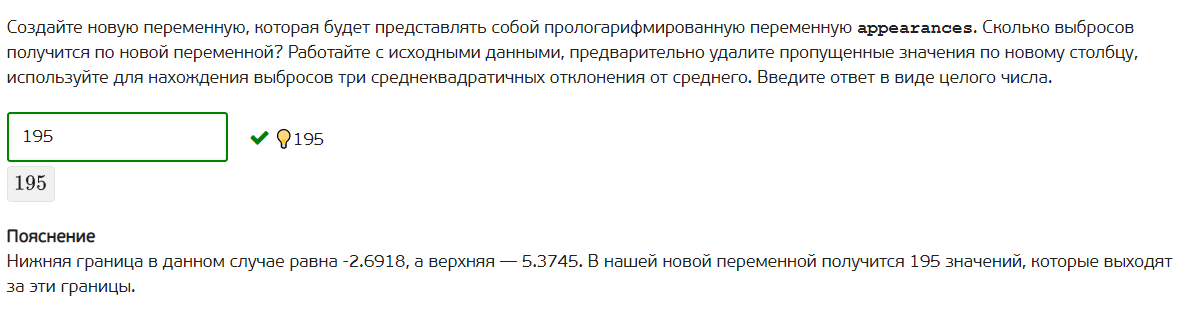 Создайте новую переменную, которая будет представлять собой прологарифмированную переменную appearances. Сколько выбросов
получится по новой переменной? Работайте с исходными данными, предварительно удалите пропущенные значения по новому столбцу,
используйте для нахождения выбросов три среднеквадратичных отклонения от среднего. Введите ответ в виде целого числа.
195 195
195
Пояснение
Нижняя граница в данном случае равна -2.6918, а верхняя — 5.3745. В нашей новой переменной получится 195 значений, которые выходят
за эти границы.